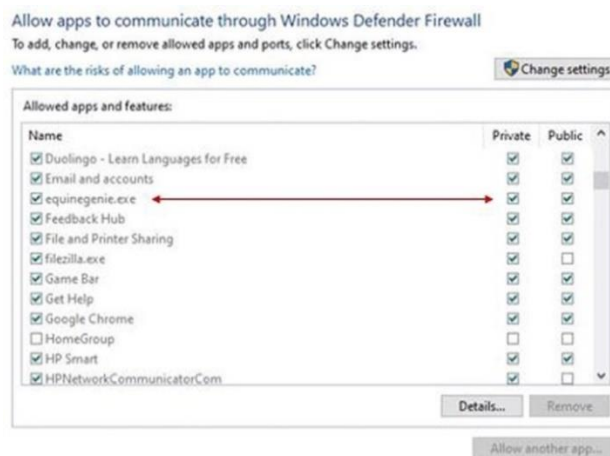 Allow apps to communicate through Windows Defender Firewall
To add, change, or remove allowed apps and ports, click Change settings.
What are the risks of allowing an app to communicate?
Change settings
Allowed apps and features:
Name Private Public
Duolingo - Learn Languages for Free
Email and accounts
equinegenie.exe
Feedback Hub
File and Printer Sharing
filezilla.exe
Game Bar
Get Help
Google Chrome
HomeGroup
HP Smart
HPNetworkCommunicatorCom
Details... Remove
Allow another app...